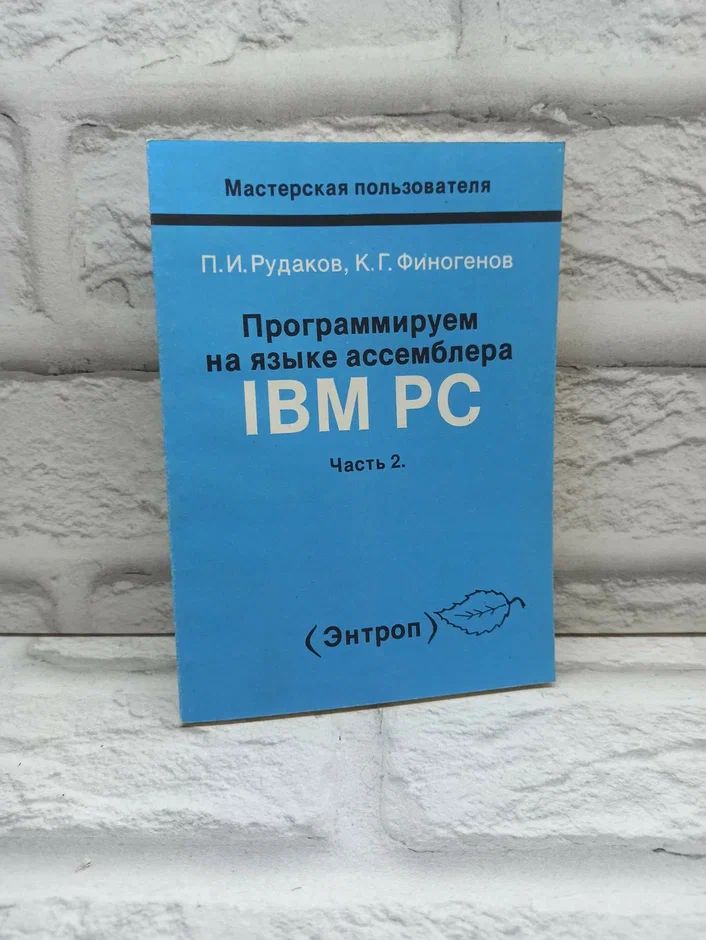 Мастерская пользователя
П.И.Рудаков, К.Г.Финогенов
Программируем
на языке ассемблера
IBM PC
Часть 2.
(Энтроп)